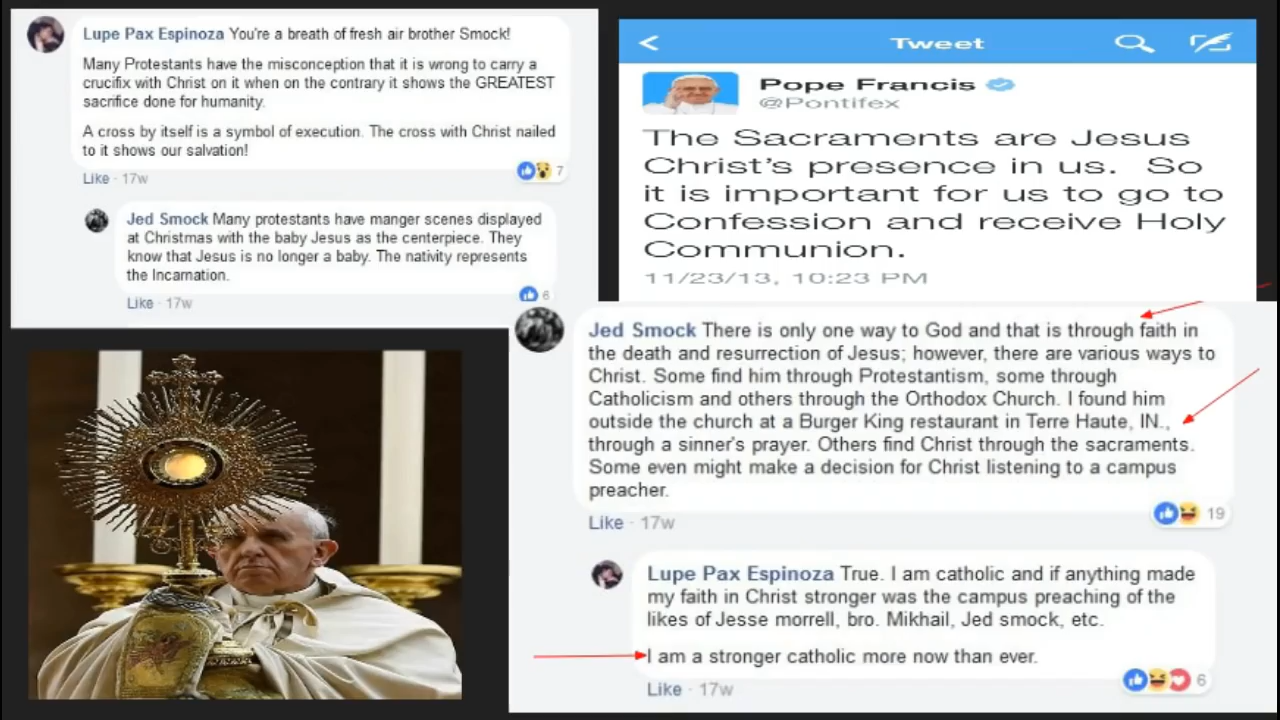 Lupe Pax Espinoza You're a breath of fresh air brother Smock!
Many Protestants have the misconception that it is wrong to carry a
crucifix with Christ on it when on the contrary it shows the GREATEST
sacrifice done for humanity.
A cross by itself is a symbol of execution. The cross with Christ nailed
to it shows our salvation!
7
Like · 17w
Jed Smock Many protestants have manger scenes displayed
at Christmas with the baby Jesus as the centerpiece. They
know that Jesus is no longer a baby. The nativity represents
the Incarnation.
6
Like · 17w
Tweet
Pope Francis
@Pontifex
The Sacraments are Jesus
Christ's presence in us. So
it is important for us to go to
Confession and receive Holy
Communion.
11/23/13, 10:23 PM
Jed Smock There is only one way to God and that is through faith in
the death and resurrection of Jesus; however, there are various ways to
Christ. Some find him through Protestantism, some through
Catholicism and others through the Orthodox Church. I found him
outside the church at a Burger King restaurant in Terre Haute, IN.,
through a sinner's prayer. Others find Christ through the sacraments.
Some even might make a decision for Christ listening to a campus
preacher.
19
Like · 17w
Lupe Pax Espinoza True. I am catholic and if anything made
my faith in Christ stronger was the campus preaching of the
likes of Jesse morrell, bro. Mikhail, Jed smock, etc.
I am a stronger catholic more now than ever.
6
Like · 17w